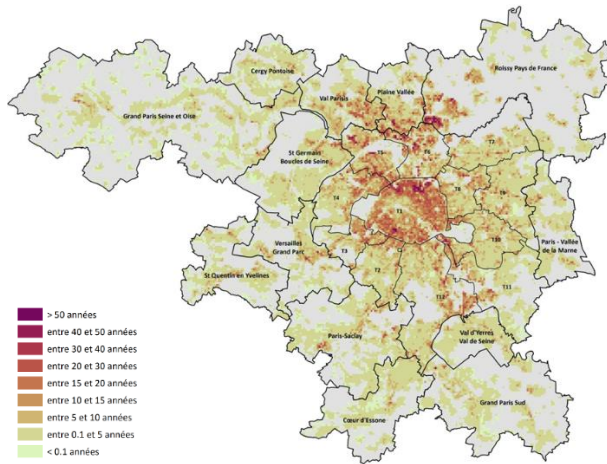 Cergy Pontoise
Roissy Pays de France
Val Parisis
Plaine Vallée
Grand Paris Seine et Oise
St Germain
Boucles de Seine
T5
T6
T7
T8
T9
T4
T1
Versailles
Grand Parc
T3
T2
T10
Paris - Vallée
de la Marne
St Quentin en Yvelines
T12
T11
Paris-Saclay
Val d'Yerres
Val de Seine
Cœur d'Essone
Grand Paris Sud
> 50 années
entre 40 et 50 années
entre 30 et 40 années
entre 20 et 30 années
entre 15 et 20 années
entre 10 et 15 années
entre 5 et 10 années
entre 0.1 et 5 années
< 0.1 années